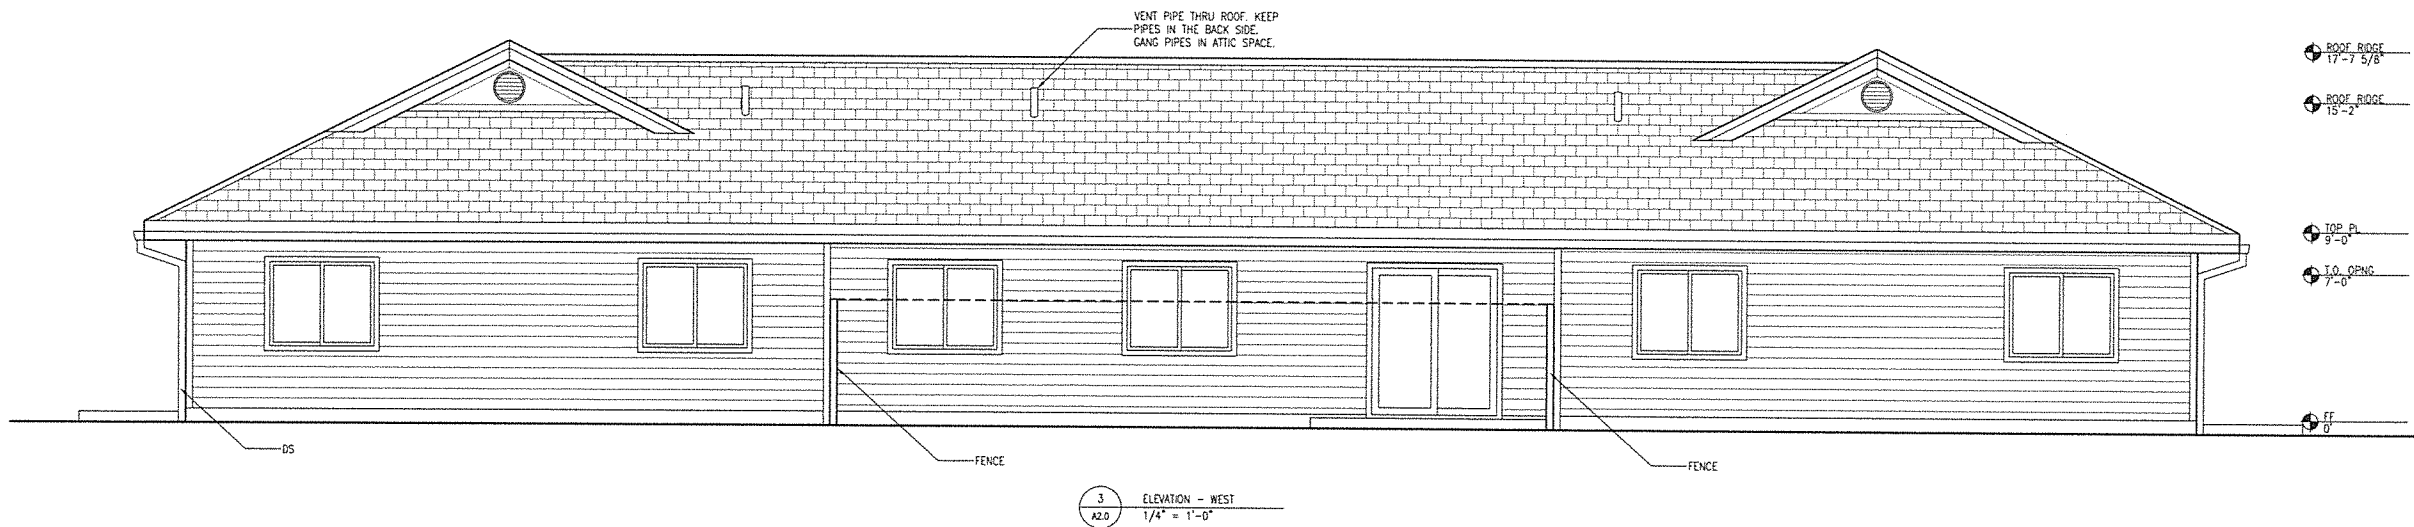 VENT PIPE THRU ROOF. KEEP
PIPES IN THE BACK SIDE.
GANG PIPES IN ATTIC SPACE.
ROOF RIDGE
17'-7 5/8"
ROOF RIDGE
15'-2"
TOP PL
9'-0"
T.O. OPNG
7'-0"
FF
0"
DS
FENCE
FENCE
3
A2.0
ELEVATION - WEST
1/4" = 1'-0"